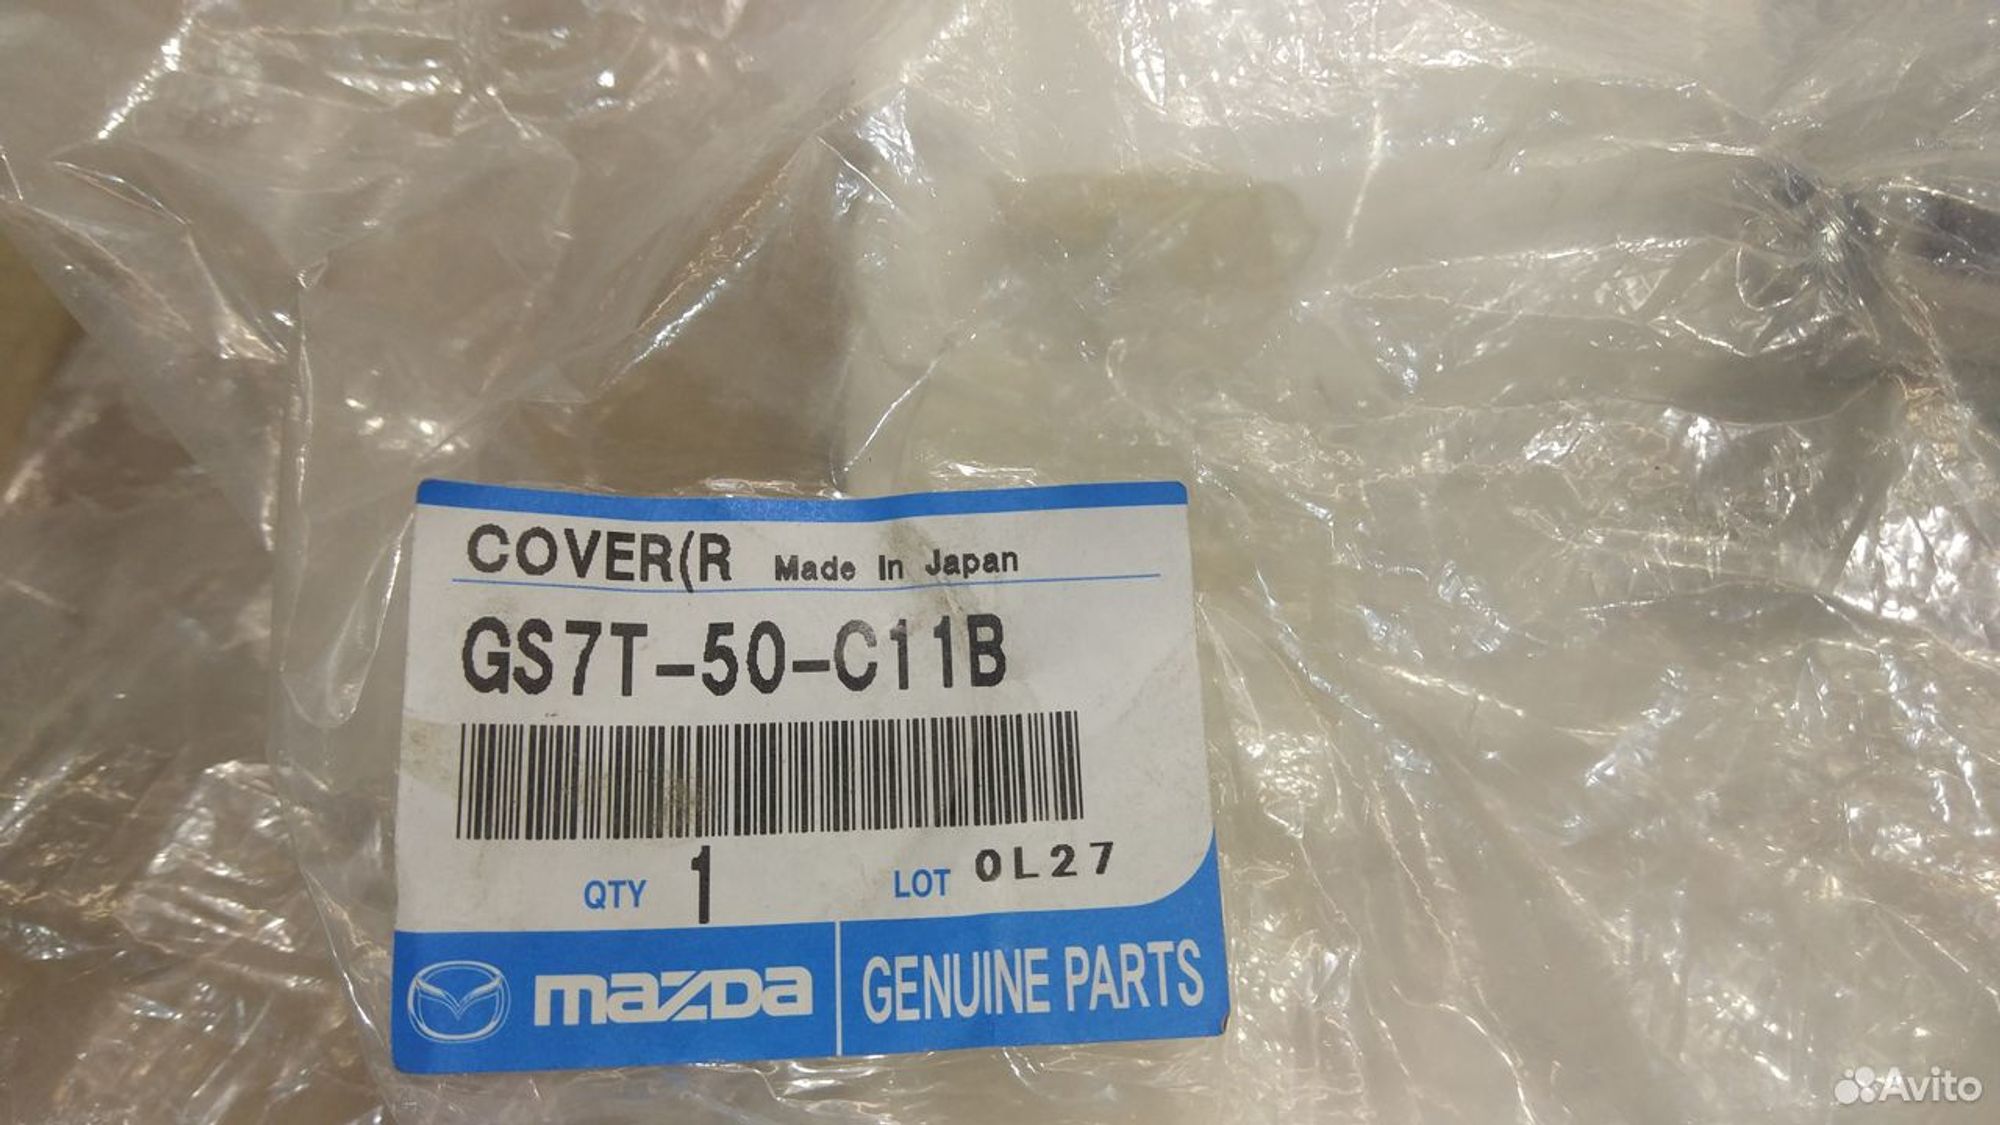 COVER(R Made In Japan
GS7T-50-C11B
QTY 1 LOT 0L27
mazda GENUINE PARTS
Avito